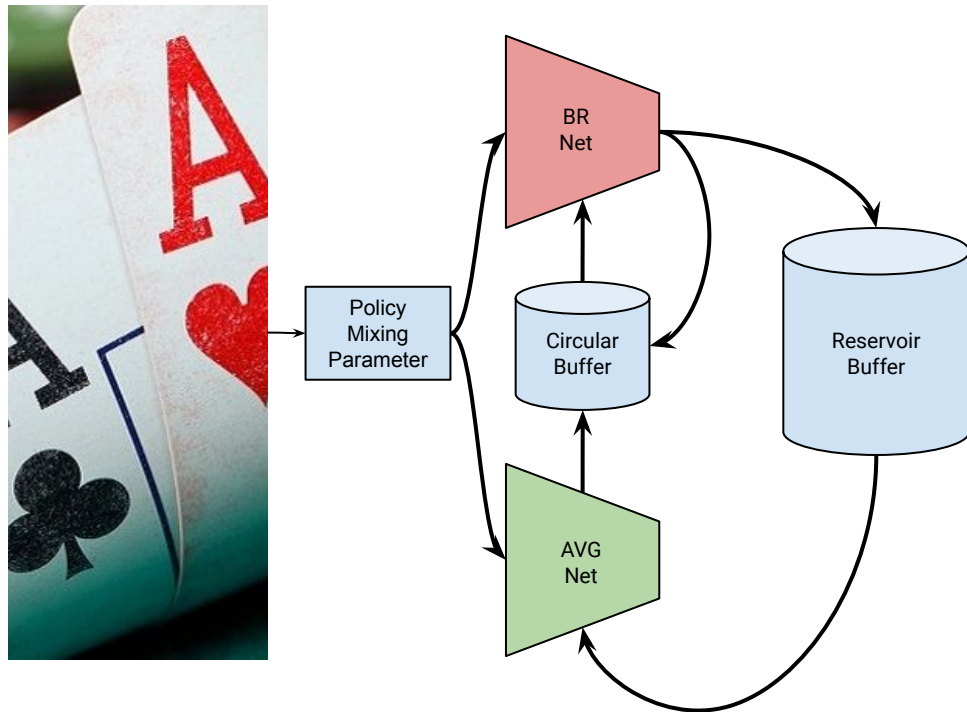 A
A
Policy
Mixing
Parameter
BR
Net
Circular
Buffer
Reservoir
Buffer
AVG
Net